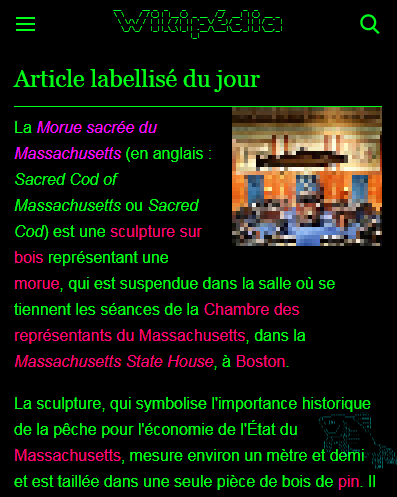 Wikipédia
Article labellisé du jour
La Morue sacrée du
Massachusetts (en anglais :
Sacred Cod of
Massachusetts ou Sacred
Cod) est une sculpture sur
bois représentant une
morue, qui est suspendue dans la salle où se
tiennent les séances de la Chambre des
représentants du Massachusetts, dans la
Massachusetts State House, à Boston.
La sculpture, qui symbolise l'importance historique
de la pêche pour l'économie de l'État du
Massachusetts, mesure environ un mètre et demi
et est taillée dans une seule pièce de bois de pin. Il